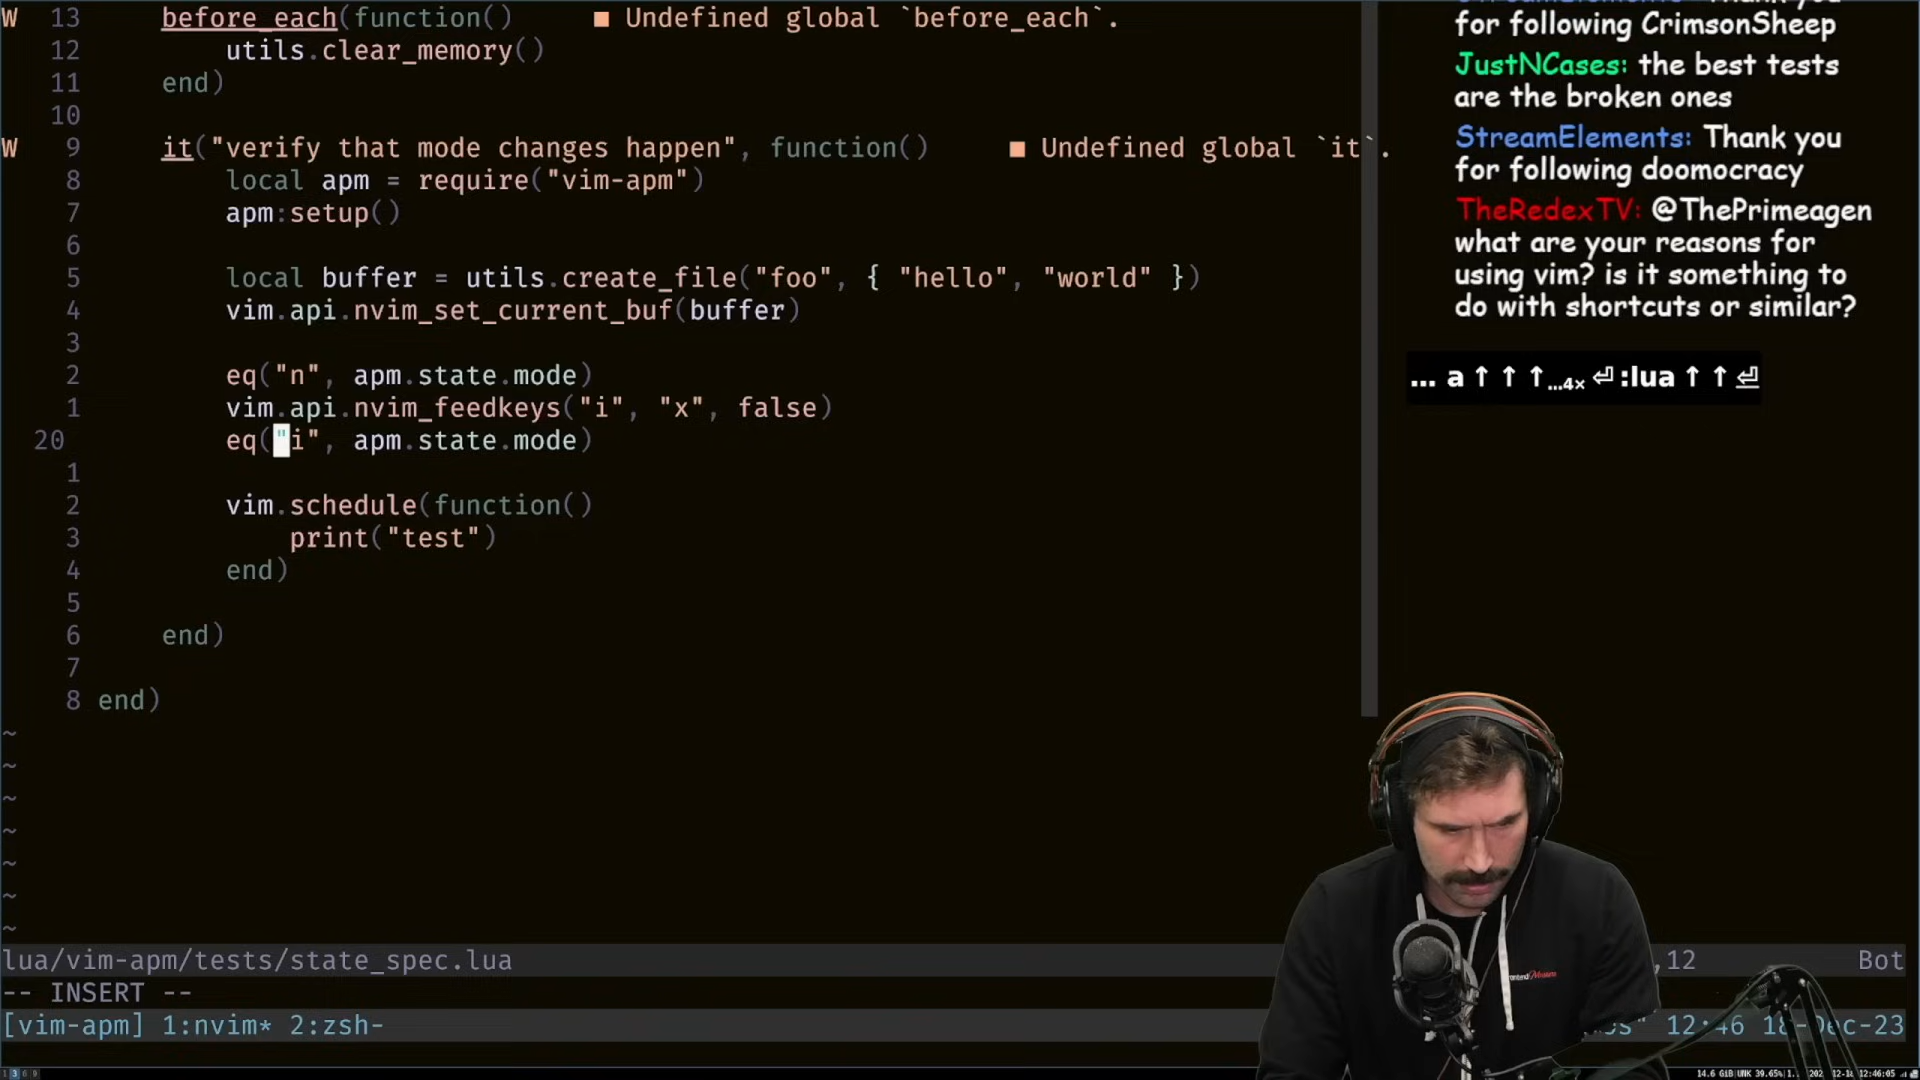 W 13 before_each(function() ■ Undefined global `before_each`.
12 utils.clear_memory()
11 end)
10
W 9 it("verify that mode changes happen", function() ■ Undefined global `it`.
8 local apm = require("vim-apm")
7 apm:setup()
6
5 local buffer = utils.create_file("foo", { "hello", "world" })
4 vim.api.nvim_set_current_buf(buffer)
3
2 eq("n", apm.state.mode)
1 vim.api.nvim_feedkeys("i", "x", false)
20 eq("i", apm.state.mode)
1
2 vim.schedule(function()
3 print("test")
4 end)
5
6 end)
7
8 end)
~
~
~
~
~
~
~
lua/vim-apm/tests/state_spec.lua ,12 Bot
-- INSERT --
[vim-apm] 1:nvim* 2:zsh- 12:46 18-Dec-23
for following CrimsonSheep
JustNCases: the best tests
are the broken ones
StreamElements: Thank you
for following doomocracy
TheRedexTV: @ThePrimeagen
what are your reasons for
using vim? is it something to
do with shortcuts or similar?
... a ↑ ↑ ↑ ...4× ⏎ :lua ↑ ↑ ⏎